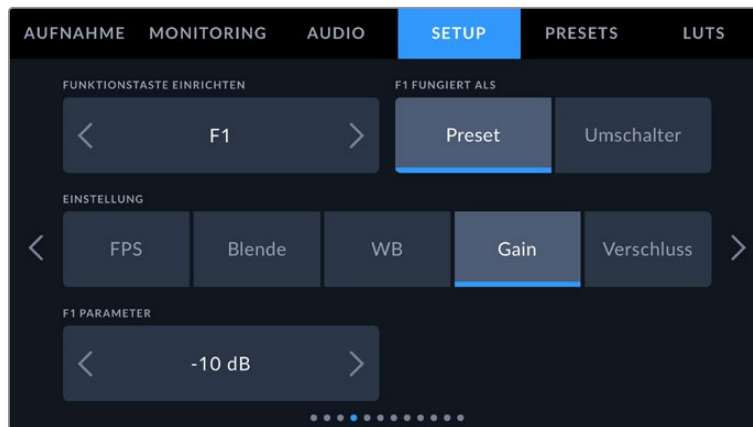 AUFNAHME MONITORING AUDIO SETUP PRESETS LUTS
FUNKTIONSTASTE EINRICHTEN F1 FUNGIERT ALS
F1 Preset Umschalter
EINSTELLUNG
FPS Blende WB Gain Verschluss
F1 PARAMETER
-10 dB